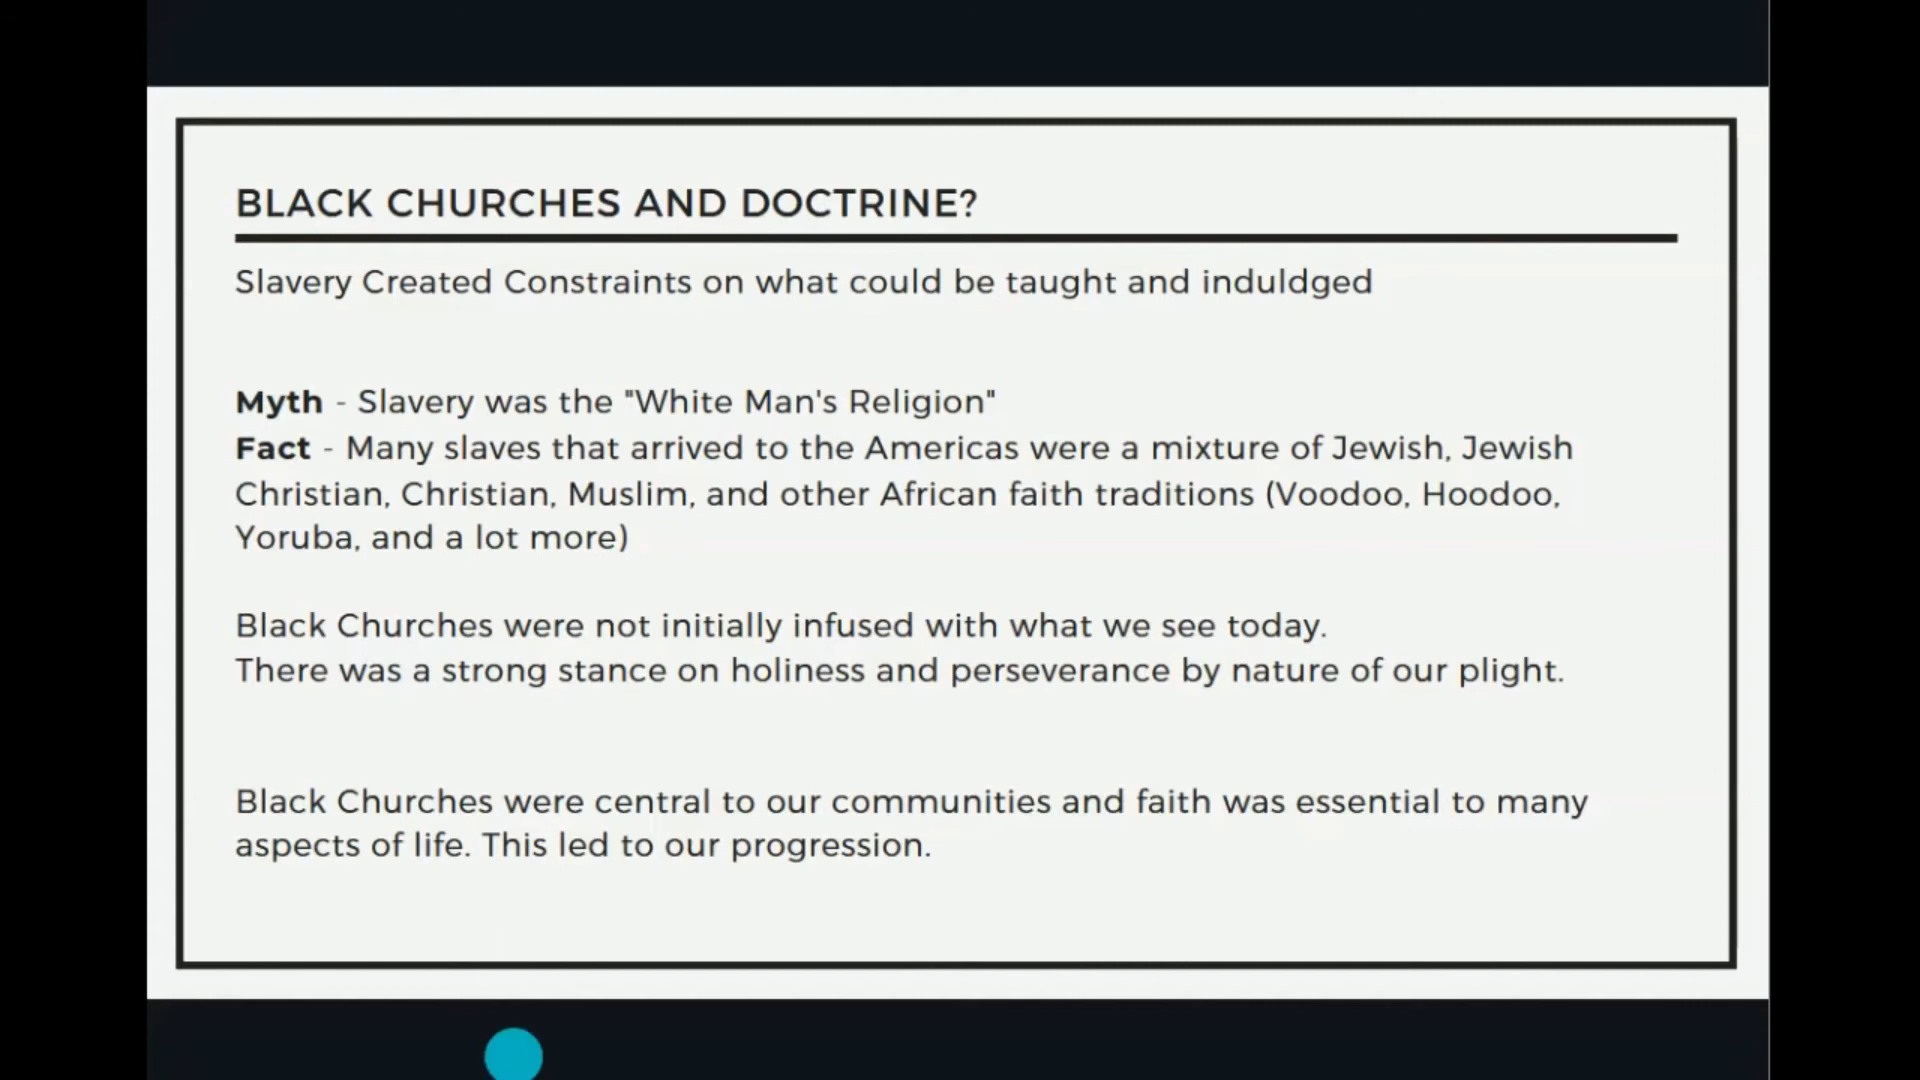 BLACK CHURCHES AND DOCTRINE?
Slavery Created Constraints on what could be taught and induldged
Myth - Slavery was the "White Man's Religion"
Fact - Many slaves that arrived to the Americas were a mixture of Jewish, Jewish
Christian, Christian, Muslim, and other African faith traditions (Voodoo, Hoodoo,
Yoruba, and a lot more)
Black Churches were not initially infused with what we see today.
There was a strong stance on holiness and perseverance by nature of our plight.
Black Churches were central to our communities and faith was essential to many
aspects of life. This led to our progression.